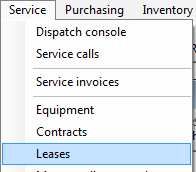 Service Purchasing Inventory
Dispatch console
Service calls
Service invoices
Equipment
Contracts
Leases